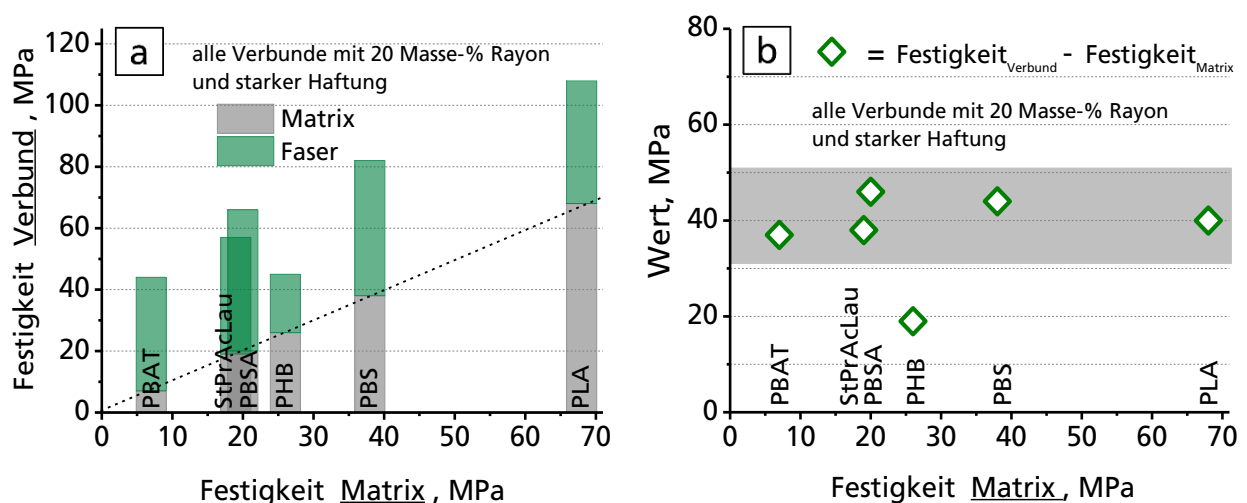 a
alle Verbunde mit 20 Masse-% Rayon
und starker Haftung
Matrix
Faser
Festigkeit Verbund , MPa
120
100
80
60
40
20
0
PBAT
StPrAcLau
PBSA
PHB
PBS
PLA
0 10 20 30 40 50 60 70
Festigkeit Matrix , MPa
b
= Festigkeit Verbund - Festigkeit Matrix
alle Verbunde mit 20 Masse-% Rayon
und starker Haftung
Wert, MPa
80
60
40
20
0
PBAT
StPrAcLau
PBSA
PHB
PBS
PLA
0 10 20 30 40 50 60 70
Festigkeit Matrix , MPa